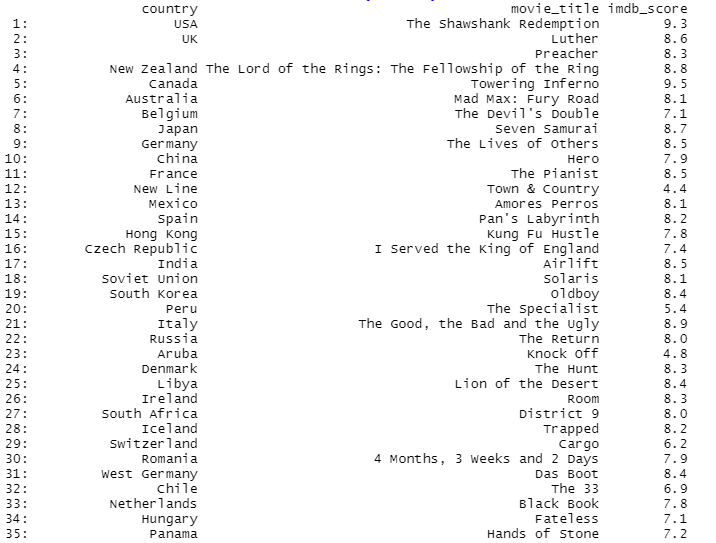 country movie_title imdb_score
1: USA The Shawshank Redemption 9.3
2: UK Luther 8.6
3: Preacher 8.3
4: New Zealand The Lord of the Rings: The Fellowship of the Ring 8.8
5: Canada Towering Inferno 9.5
6: Australia Mad Max: Fury Road 8.1
7: Belgium The Devil's Double 7.1
8: Japan Seven Samurai 8.7
9: Germany The Lives of Others 8.5
10: China Hero 7.9
11: France The Pianist 8.5
12: New Line Town & Country 4.4
13: Mexico Amores Perros 8.1
14: Spain Pan's Labyrinth 8.2
15: Hong Kong Kung Fu Hustle 7.8
16: Czech Republic I Served the King of England 7.4
17: India Airlift 8.5
18: Soviet Union Solaris 8.1
19: South Korea Oldboy 8.4
20: Peru The Specialist 5.4
21: Italy The Good, the Bad and the Ugly 8.9
22: Russia The Return 8.0
23: Aruba Knock Off 4.8
24: Denmark The Hunt 8.3
25: Libya Lion of the Desert 8.4
26: Ireland Room 8.3
27: South Africa District 9 8.0
28: Iceland Trapped 8.2
29: Switzerland Cargo 6.2
30: Romania 4 Months, 3 Weeks and 2 Days 7.9
31: West Germany Das Boot 8.4
32: Chile The 33 6.9
33: Netherlands Black Book 7.8
34: Hungary Fateless 7.1
35: Panama Hands of Stone 7.2